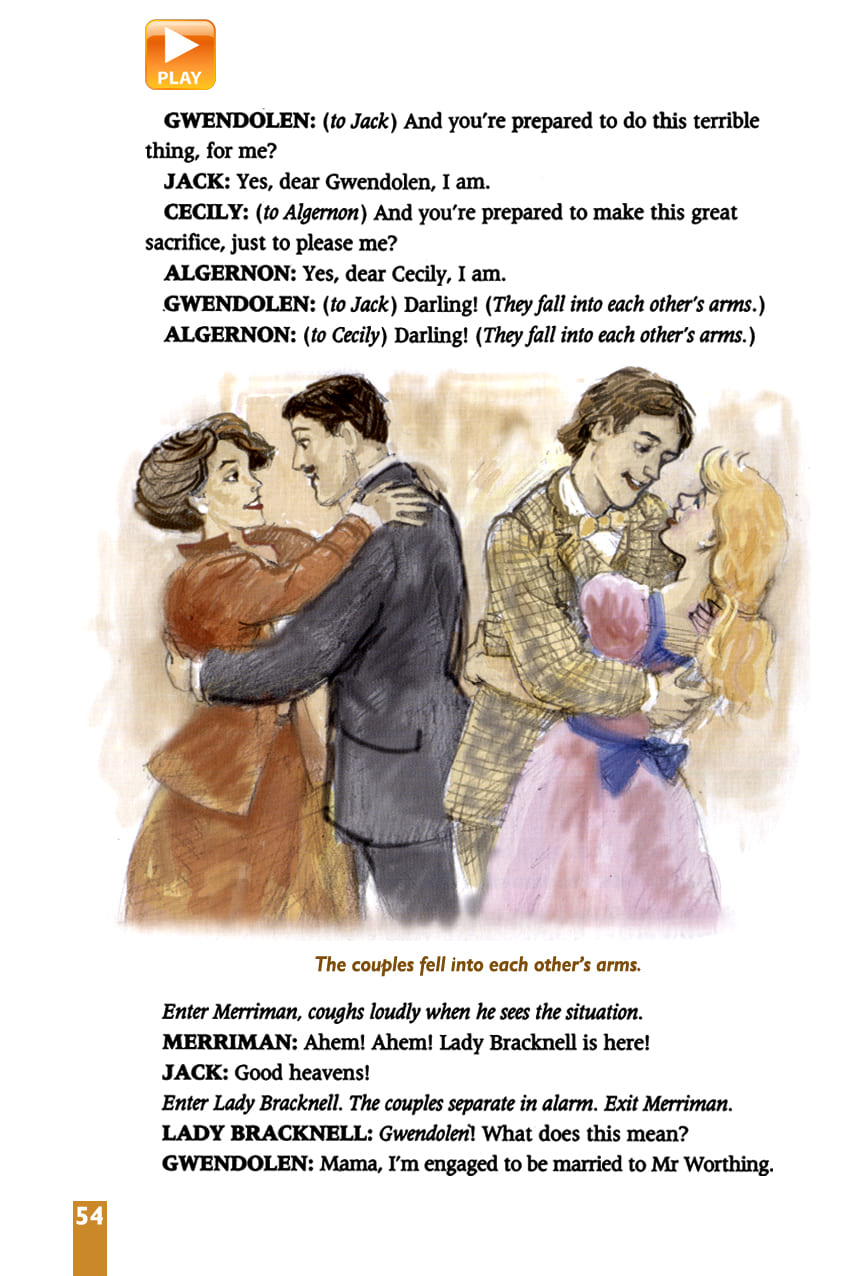 PLAY
GWENDOLEN: (to Jack) And you're prepared to do this terrible
thing, for me?
JACK: Yes, dear Gwendolen, I am.
CECILY: (to Algernon) And you're prepared to make this great
sacrifice, just to please me?
ALGERNON: Yes, dear Cecily, I am.
GWENDOLEN: (to Jack) Darling! (They fall into each other's arms.)
ALGERNON: (to Cecily) Darling! (They fall into each other's arms.)
The couples fell into each other's arms.
Enter Merriman, coughs loudly when he sees the situation.
MERRIMAN: Ahem! Ahem! Lady Bracknell is here!
JACK: Good heavens!
Enter Lady Bracknell. The couples separate in alarm. Exit Merriman.
LADY BRACKNELL: Gwendolen! What does this mean?
GWENDOLEN: Mama, I'm engaged to be married to Mr Worthing.
54